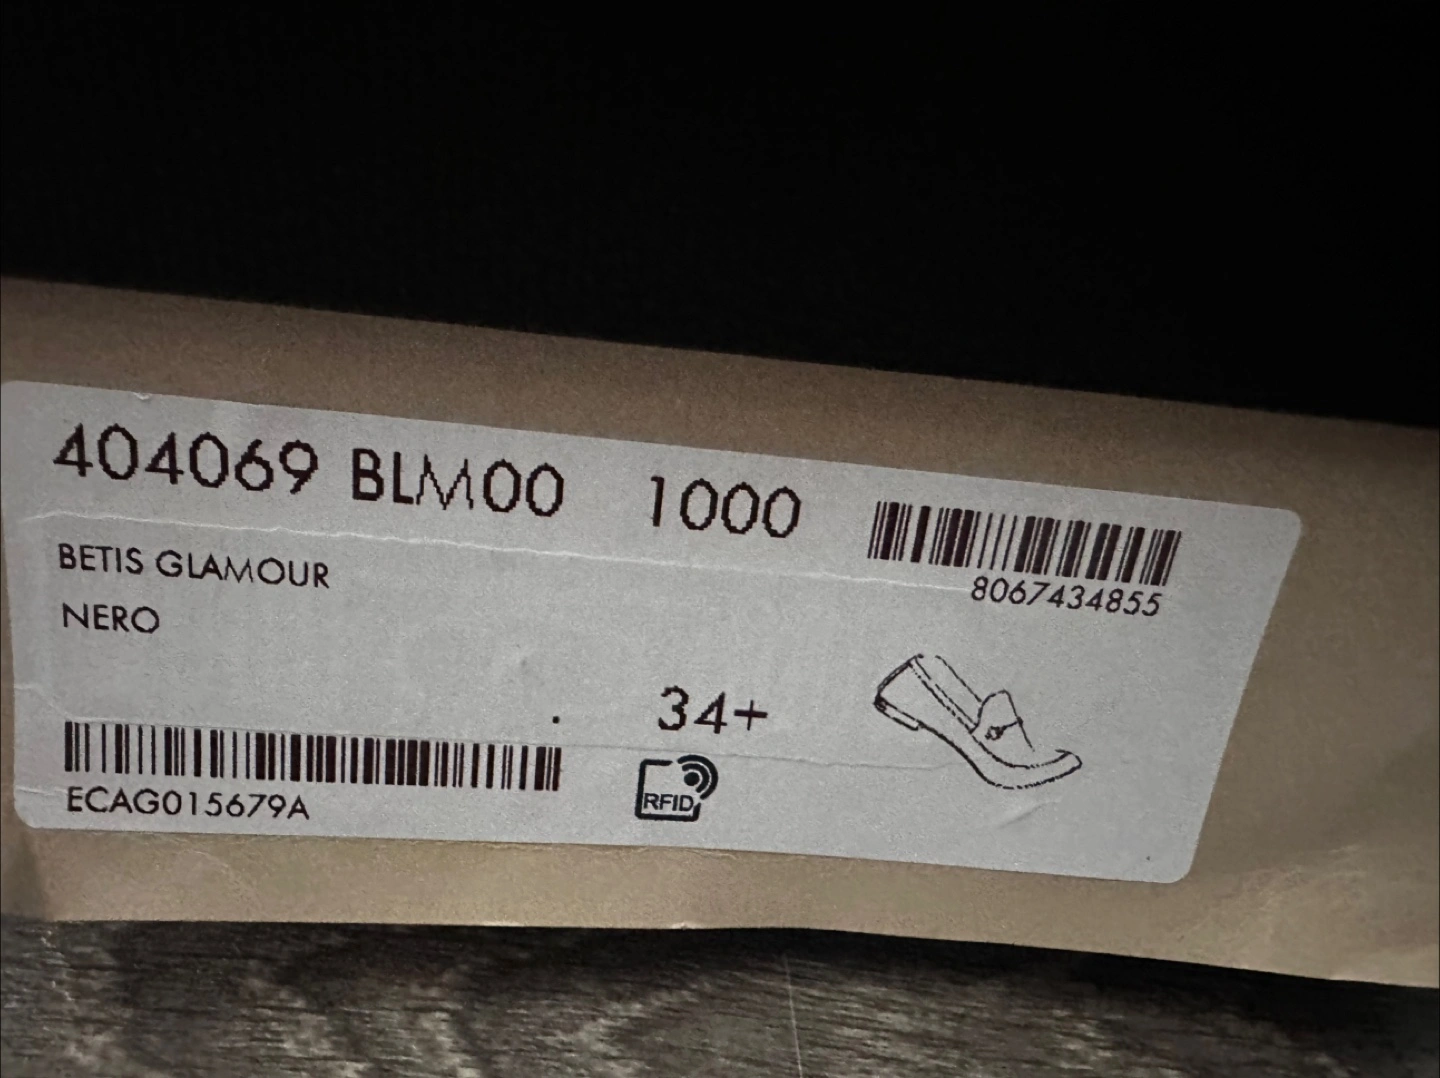 404069 BLM00 1000
8067434855
BETIS GLAMOUR
NERO
34+
RFID
ECAG015679A